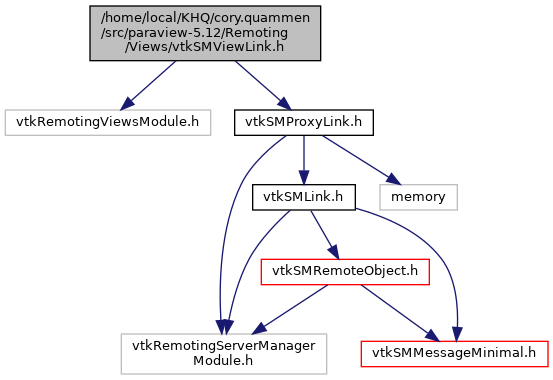 /home/local/KHQ/cory.quammen
/src/paraview-5.12/Remoting
/Views/vtkSMViewLink.h
vtkRemotingViewsModule.h
vtkSMProxyLink.h
vtkSMLink.h
memory
vtkSMRemoteObject.h
vtkRemotingServerManager
Module.h
vtkSMMessageMinimal.h